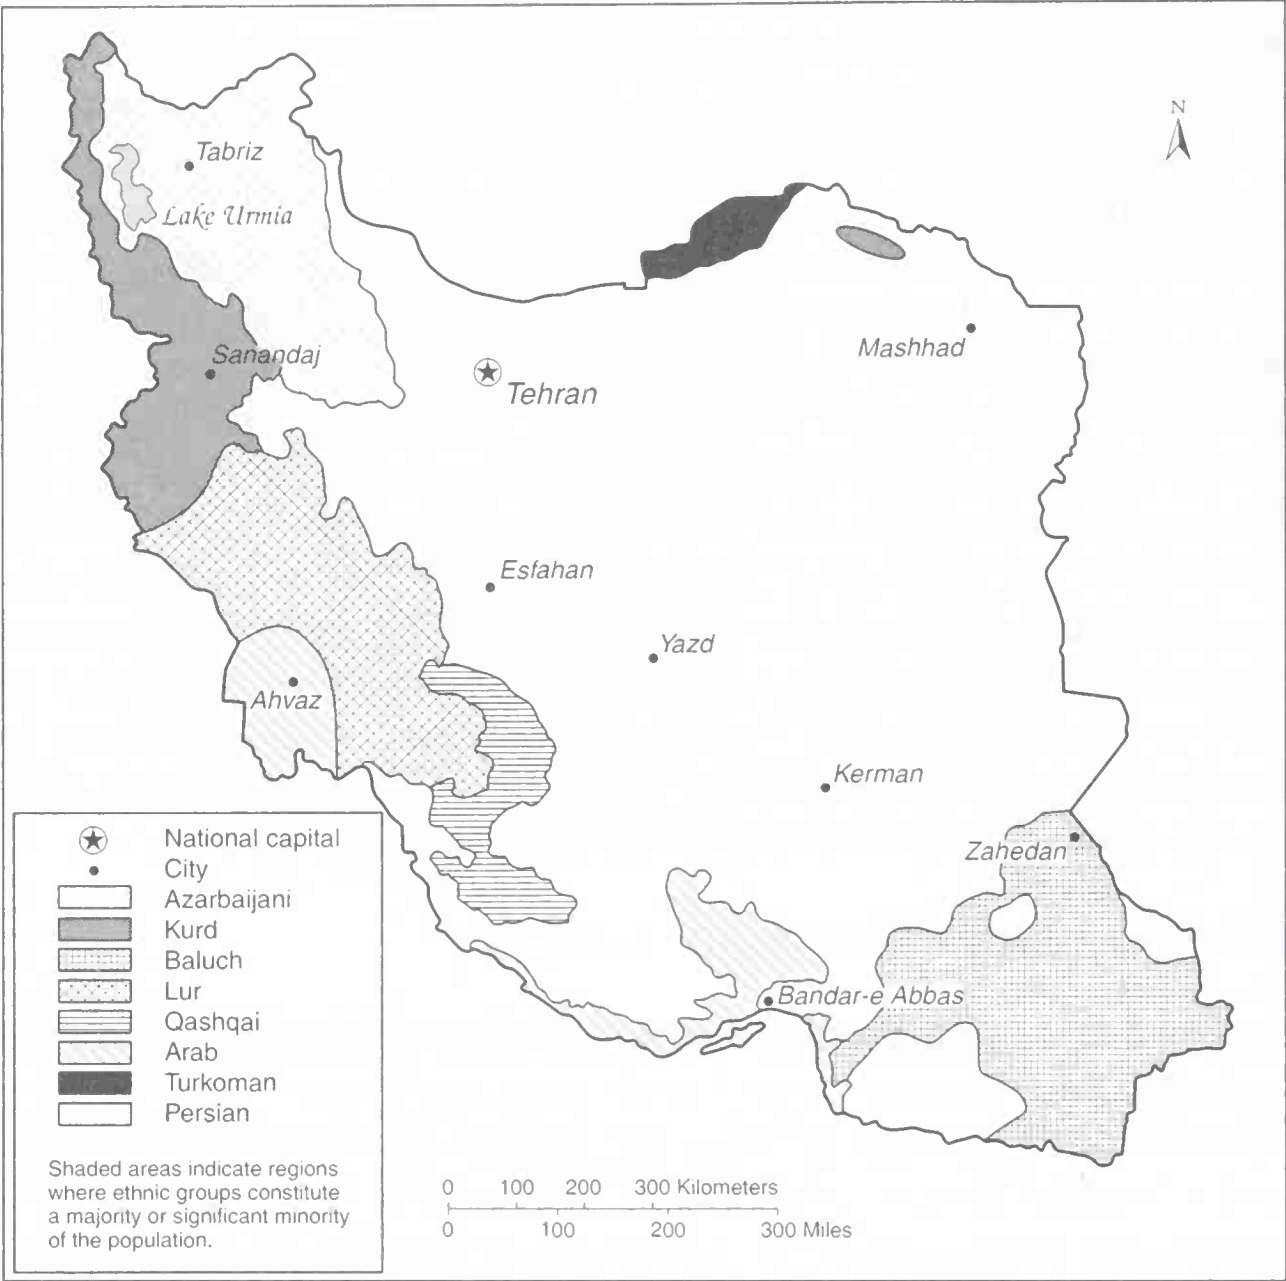 N
Tabriz
Lake Urmia
Sanandaj
Mashhad
Tehran
Esfahan
Yazd
Ahvaz
Kerman
Zahedan
Bandar-e Abbas
National capital
City
Azarbaijani
Kurd
Baluch
Lur
Qashqai
Arab
Turkoman
Persian
Shaded areas indicate regions
where ethnic groups constitute
a majority or significant minority
of the population.
0 100 200 300 Kilometers
0 100 200 300 Miles